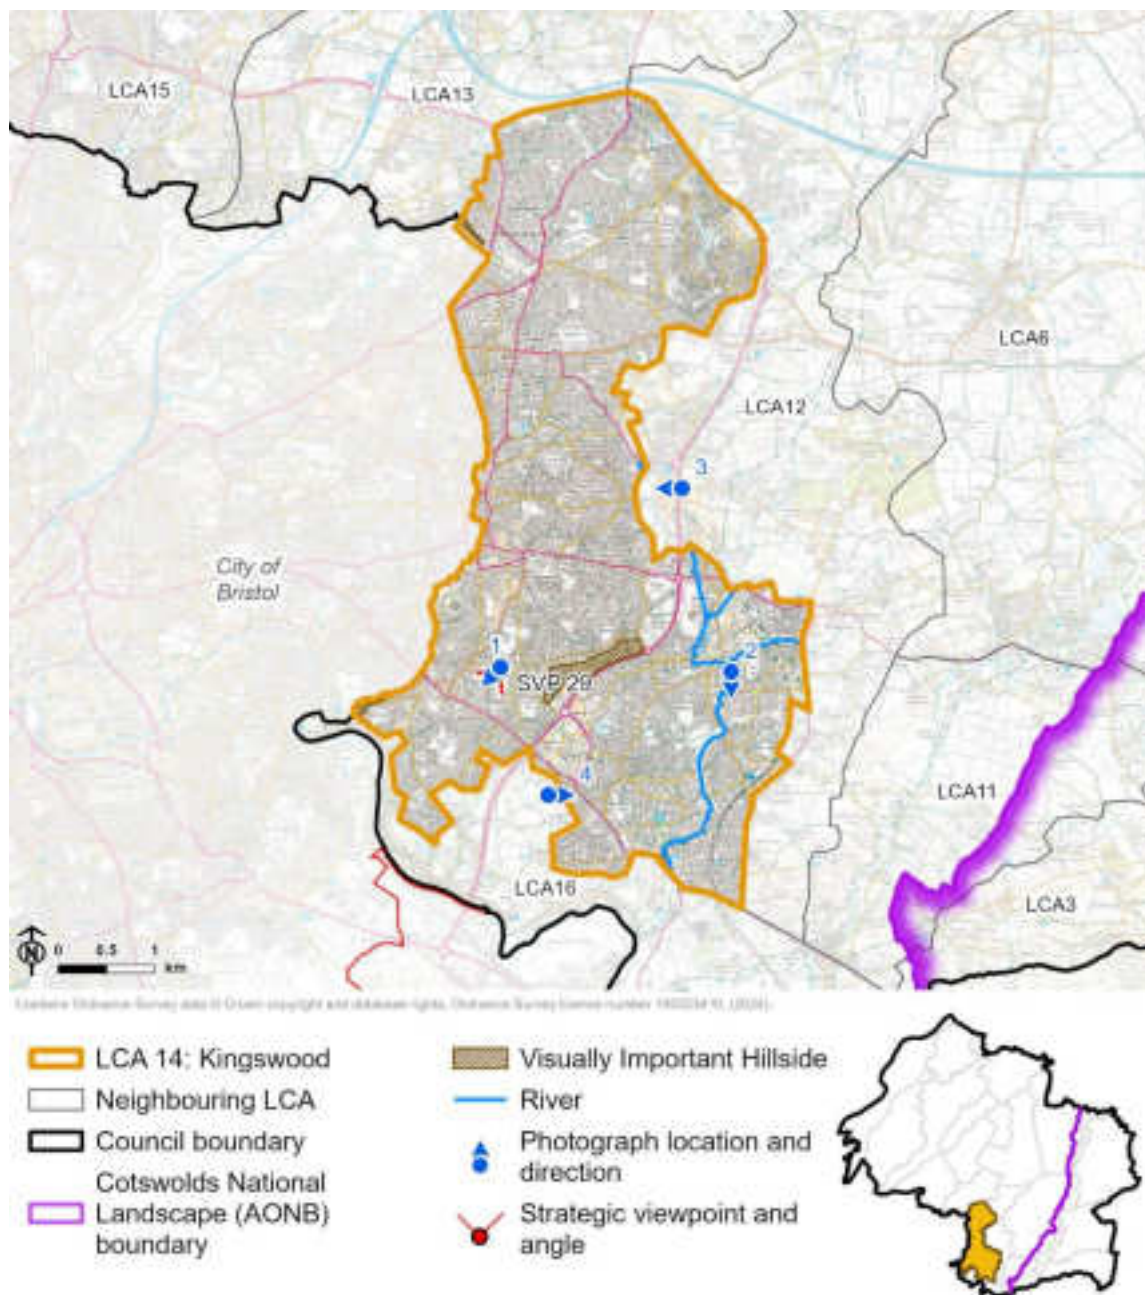 LCA15
LCA13
LCA6
LCA12
3
City of
Bristol
1
2
SVP 29
4
LCA11
LCA16
LCA3
N
0 0.5 1
km
LCA 14: Kingswood
Neighbouring LCA
Council boundary
Cotswolds National
Landscape (AONB)
boundary
Visually Important Hillside
River
Photograph location and
direction
Strategic viewpoint and
angle